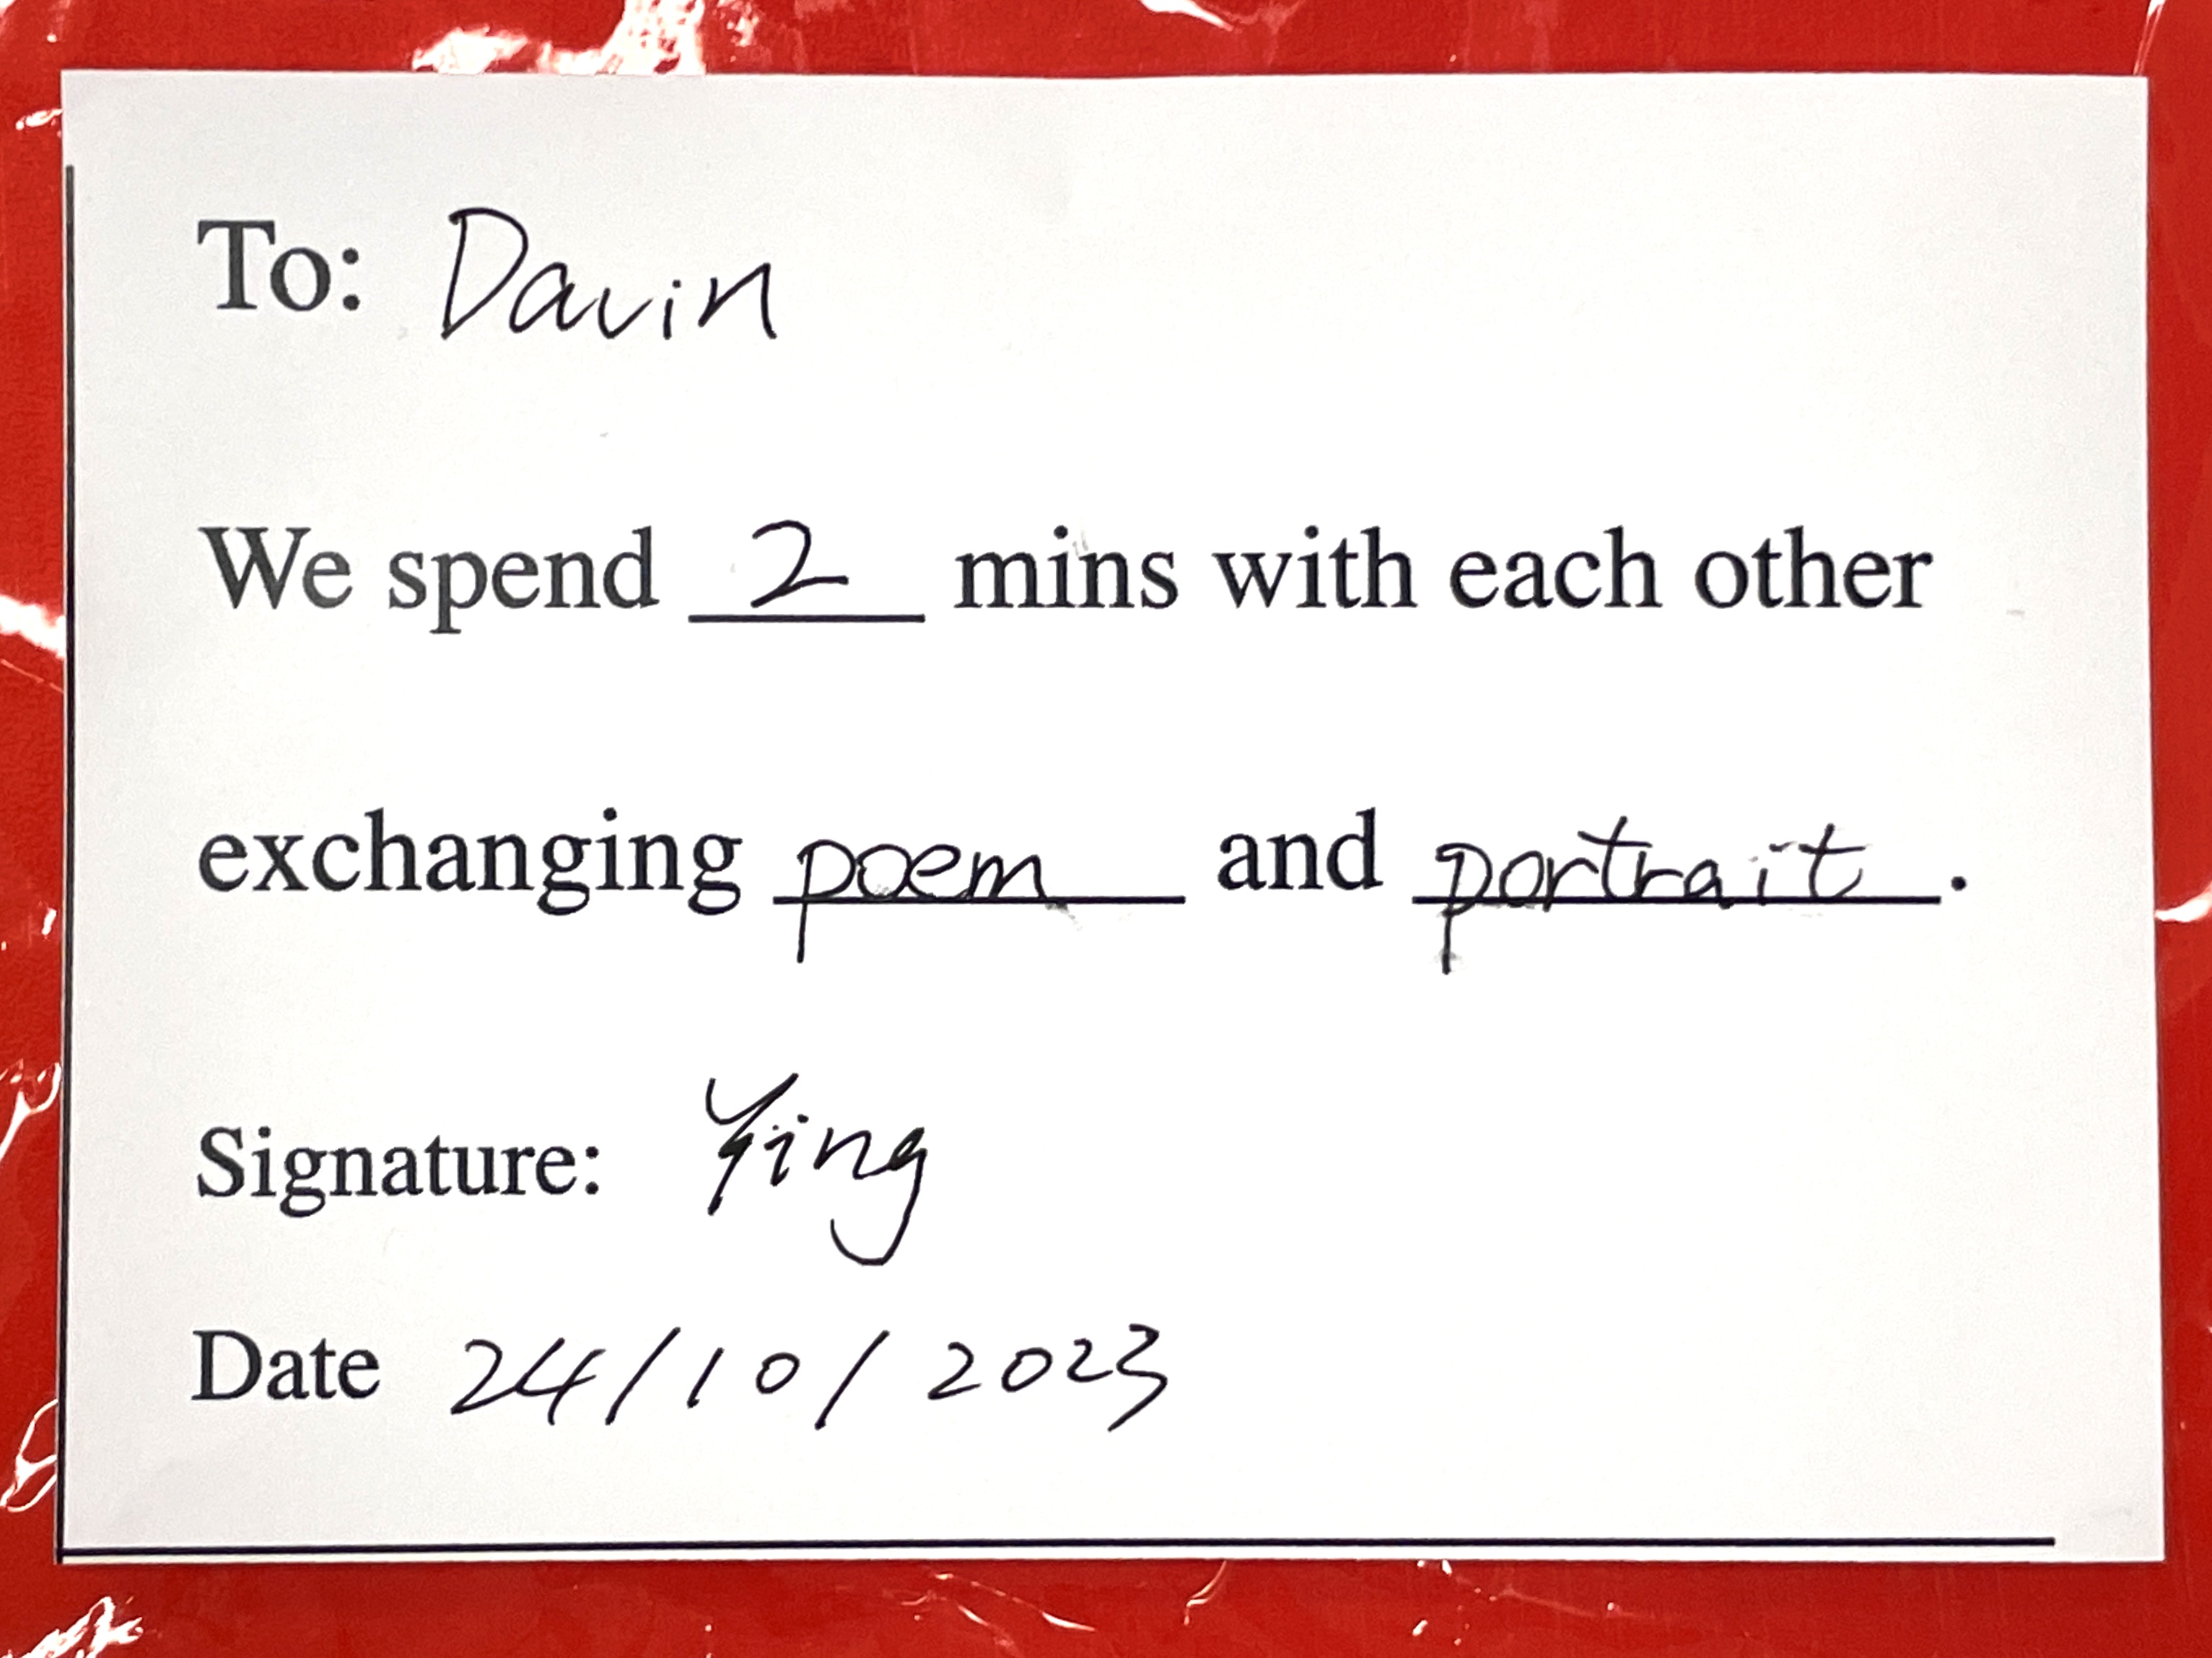 To: Davin
We spend 2 mins with each other
exchanging poem and portrait.
Signature: Ying
Date 24/10/2023